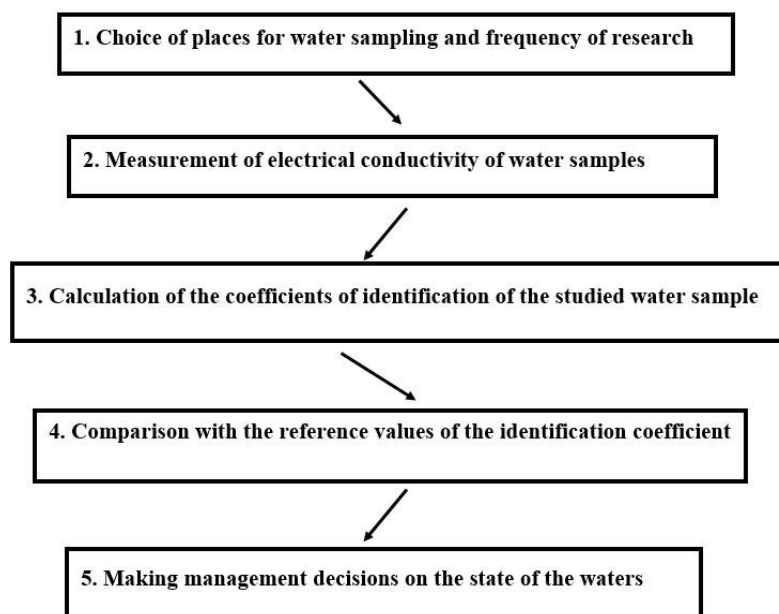 1. Choice of places for water sampling and frequency of research
2. Measurement of electrical conductivity of water samples
3. Calculation of the coefficients of identification of the studied water sample
4. Comparison with the reference values of the identification coefficient
5. Making management decisions on the state of the waters